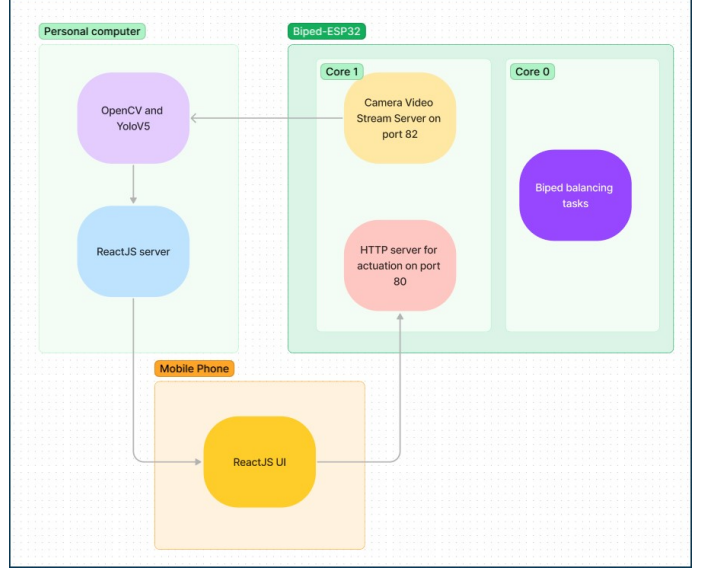 Personal computer
Biped-ESP32
Core 1
Core 0
OpenCV and
YoloV5
Camera Video
Stream Server on
port 82
Biped balancing
tasks
ReactJS server
HTTP server for
actuation on port
80
Mobile Phone
ReactJS UI